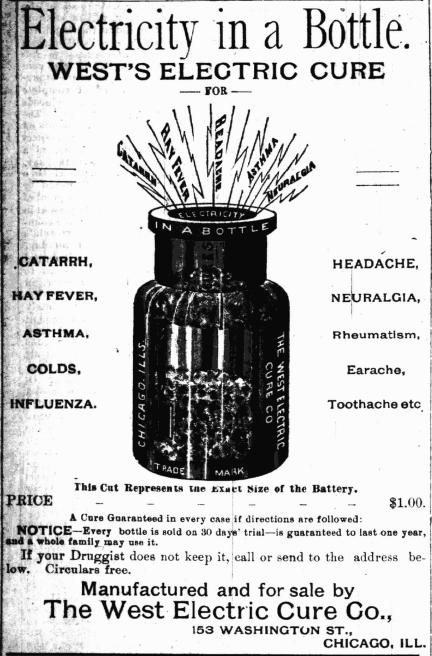 Electricity in a Bottle.
WEST'S ELECTRIC CURE
— FOR —
CATARRH
HAY FEVER
HEADACHE
ASTHMA
NEURALGIA
ELECTRICITY
IN A BOTTLE
CATARRH,
HAY FEVER,
ASTHMA,
COLDS,
INFLUENZA.
CHICAGO, ILLS.
THE WEST ELECTRIC
CURE CO
TRADE MARK
HEADACHE,
NEURALGIA,
Rheumatism,
Earache,
Toothache etc
This Cut Represents the Exact Size of the Battery.
PRICE – – – – – $1.00.
A Cure Guaranteed in every case if directions are followed:
NOTICE—Every bottle is sold on 30 days' trial—is guaranteed to last one year,
and a whole family may use it.
If your Druggist does not keep it, call or send to the address be-
low. Circulars free.
Manufactured and for sale by
The West Electric Cure Co.,
153 WASHINGTON ST.,
CHICAGO, ILL.